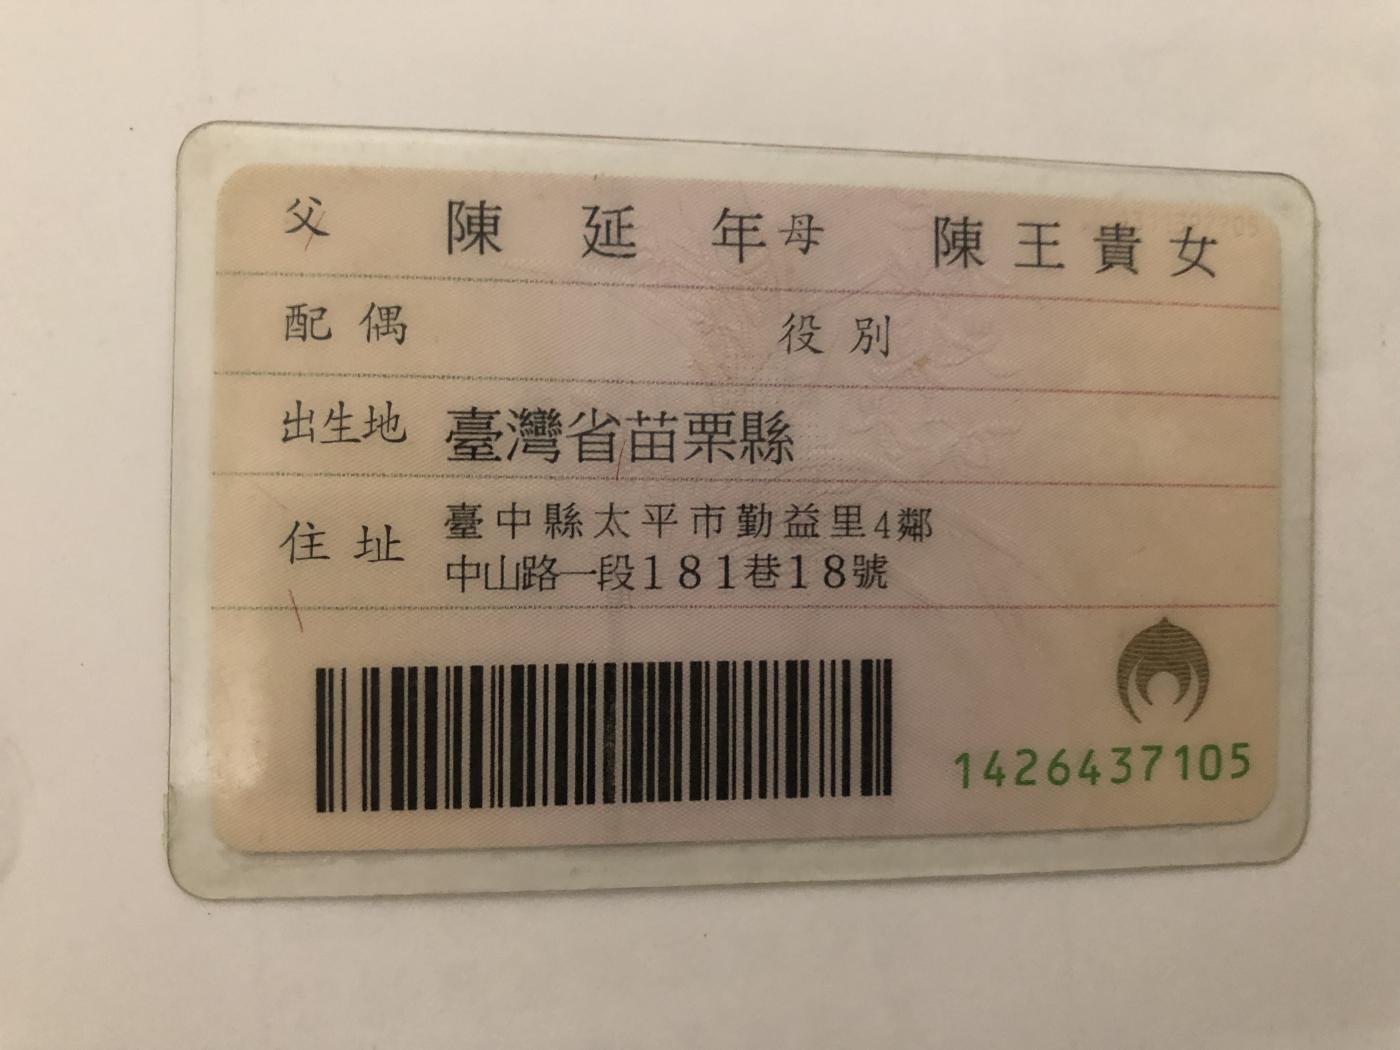 父 陳延年 母 陳王貴女
配偶 役別
出生地 臺灣省苗栗縣
住址 臺中縣太平市勤益里4鄰
中山路一段181巷18號
1426437105